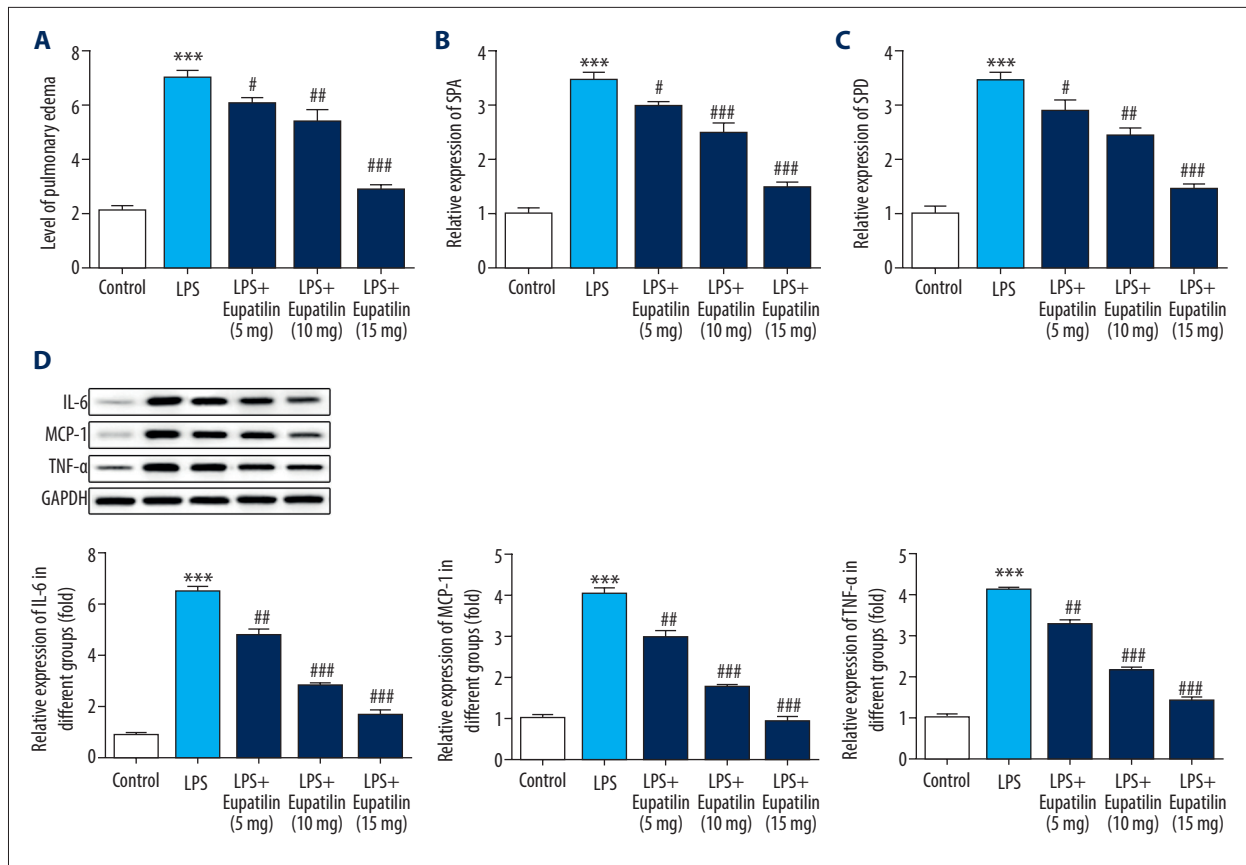 A
Level of pulmonary edema
8
6
4
2
0
***
#
##
###
Control
LPS
LPS+
Eupatilin
(5 mg)
LPS+
Eupatilin
(10 mg)
LPS+
Eupatilin
(15 mg)
B
Relative expression of SPA
4
3
2
1
0
***
#
###
###
Control
LPS
LPS+
Eupatilin
(5 mg)
LPS+
Eupatilin
(10 mg)
LPS+
Eupatilin
(15 mg)
C
Relative expression of SPD
4
3
2
1
0
***
#
##
###
Control
LPS
LPS+
Eupatilin
(5 mg)
LPS+
Eupatilin
(10 mg)
LPS+
Eupatilin
(15 mg)
D
IL-6
MCP-1
TNF-α
GAPDH
Relative expression of IL-6 in
different groups (fold)
8
6
4
2
0
***
##
###
###
Control
LPS
LPS+
Eupatilin
(5 mg)
LPS+
Eupatilin
(10 mg)
LPS+
Eupatilin
(15 mg)
Relative expression of MCP-1 in
different groups (fold)
5
4
3
2
1
0
***
##
###
###
Control
LPS
LPS+
Eupatilin
(5 mg)
LPS+
Eupatilin
(10 mg)
LPS+
Eupatilin
(15 mg)
Relative expression of TNF-α in
different groups (fold)
5
4
3
2
1
0
***
##
###
###
Control
LPS
LPS+
Eupatilin
(5 mg)
LPS+
Eupatilin
(10 mg)
LPS+
Eupatilin
(15 mg)